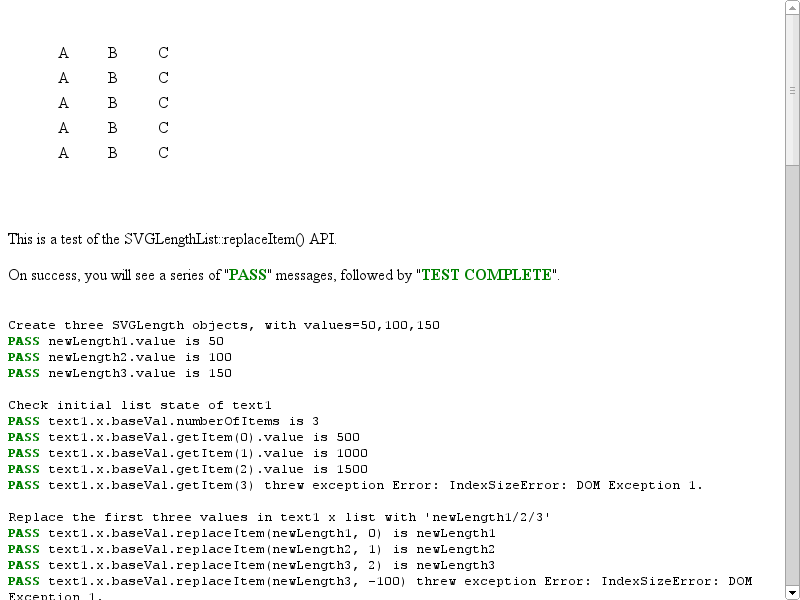 A B C
A B C
A B C
A B C
A B C
This is a test of the SVGLengthList::replaceItem() API.
On success, you will see a series of "PASS" messages, followed by "TEST COMPLETE".
Create three SVGLength objects, with values=50,100,150
PASS newLength1.value is 50
PASS newLength2.value is 100
PASS newLength3.value is 150
Check initial list state of text1
PASS text1.x.baseVal.numberOfItems is 3
PASS text1.x.baseVal.getItem(0).value is 500
PASS text1.x.baseVal.getItem(1).value is 1000
PASS text1.x.baseVal.getItem(2).value is 1500
PASS text1.x.baseVal.getItem(3) threw exception Error: IndexSizeError: DOM Exception 1.
Replace the first three values in text1 x list with 'newLength1/2/3'
PASS text1.x.baseVal.replaceItem(newLength1, 0) is newLength1
PASS text1.x.baseVal.replaceItem(newLength2, 1) is newLength2
PASS text1.x.baseVal.replaceItem(newLength3, 2) is newLength3
PASS text1.x.baseVal.replaceItem(newLength3, -100) threw exception Error: IndexSizeError: DOM
Exception 1.